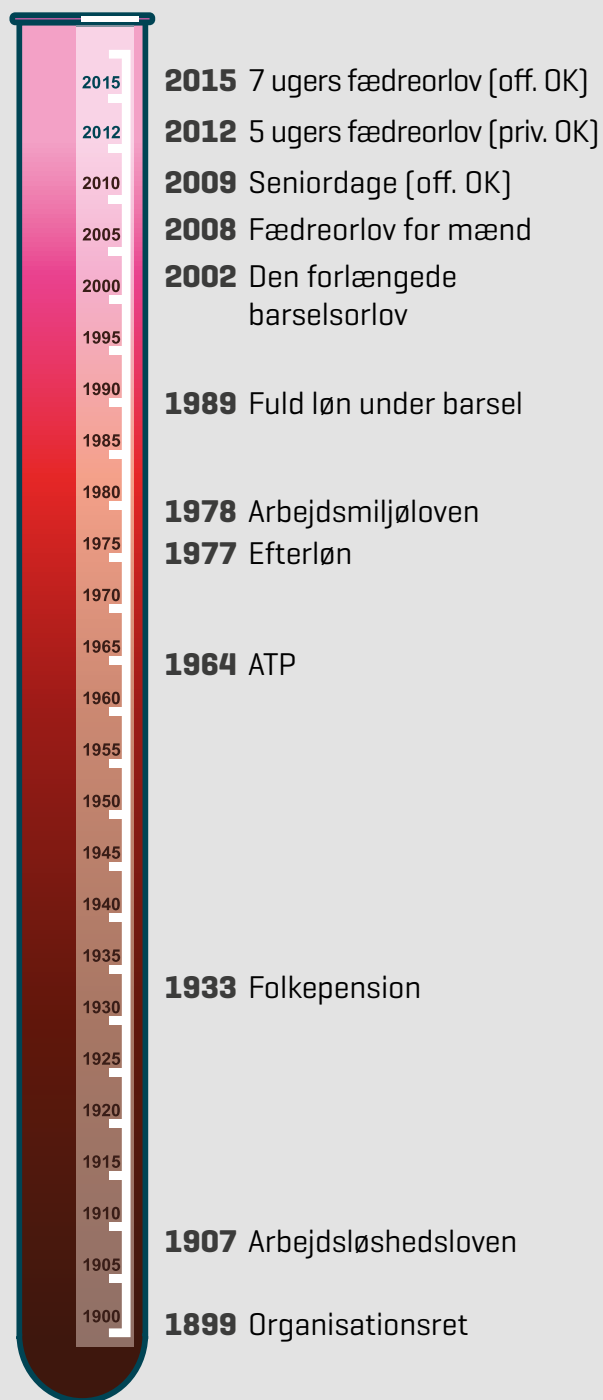 2015
2012
2010
2005
2000
1995
1990
1985
1980
1975
1970
1965
1960
1955
1950
1945
1940
1935
1930
1925
1920
1915
1910
1905
1900
2015 7 ugers fædreorlov (off. OK)
2012 5 ugers fædreorlov (priv. OK)
2009 Seniordage (off. OK)
2008 Fædreorlov for mænd
2002 Den forlængede
barselsorlov
1989 Fuld løn under barsel
1978 Arbejdsmiljøloven
1977 Efterløn
1964 ATP
1933 Folkepension
1907 Arbejdsløshedsloven
1899 Organisationsret